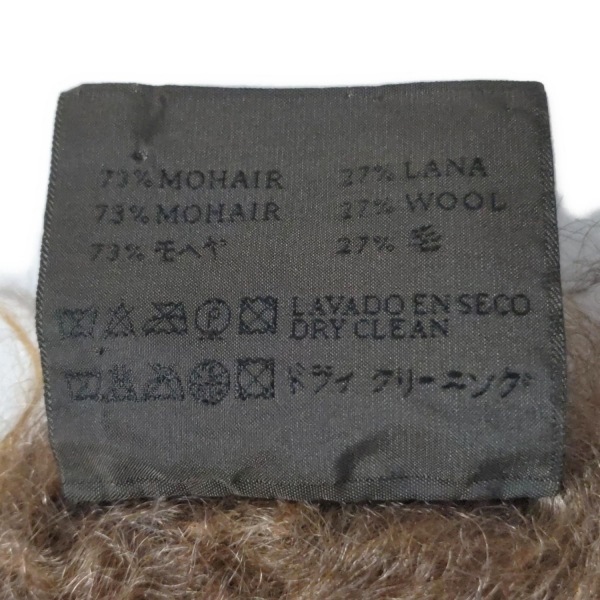 73% MOHAIR 27% LANA
73% MOHAIR 27% WOOL
73% モヘヤ 27% 毛
LAVADO EN SECO
DRY CLEAN
ドライ クリーニング